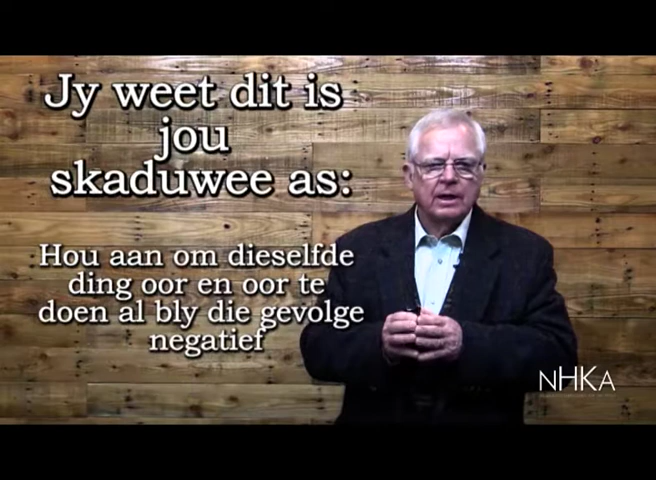 Jy weet dit is
jou
skaduwee as:
Hou aan om dieselfde
ding oor en oor te
doen al bly die gevolge
negatief
NHKA